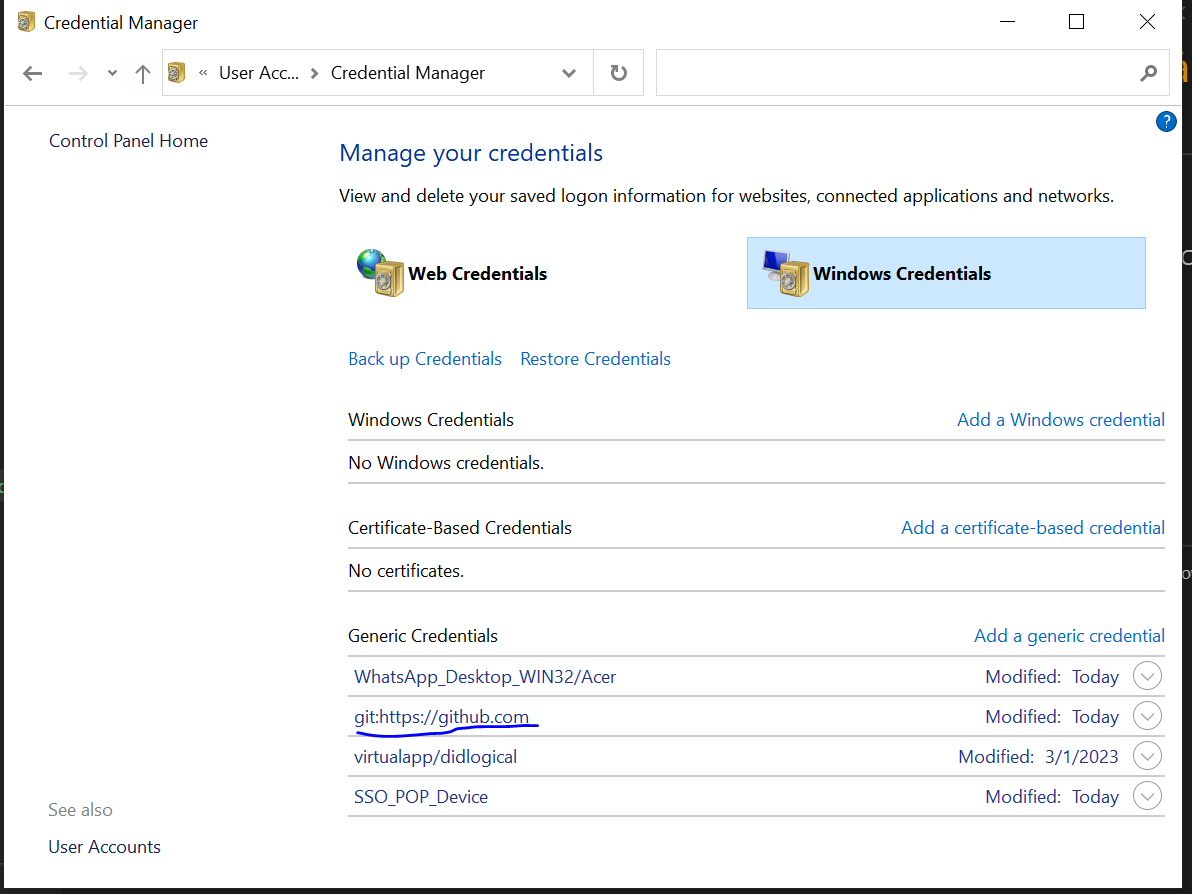 Credential Manager
« User Acc... > Credential Manager
Control Panel Home
?
Manage your credentials
View and delete your saved logon information for websites, connected applications and networks.
Web Credentials
Windows Credentials
Back up Credentials Restore Credentials
Windows Credentials Add a Windows credential
No Windows credentials.
Certificate-Based Credentials Add a certificate-based credential
No certificates.
Generic Credentials Add a generic credential
WhatsApp_Desktop_WIN32/Acer Modified: Today
git:https://github.com Modified: Today
virtualapp/didlogical Modified: 3/1/2023
SSO_POP_Device Modified: Today
See also
User Accounts